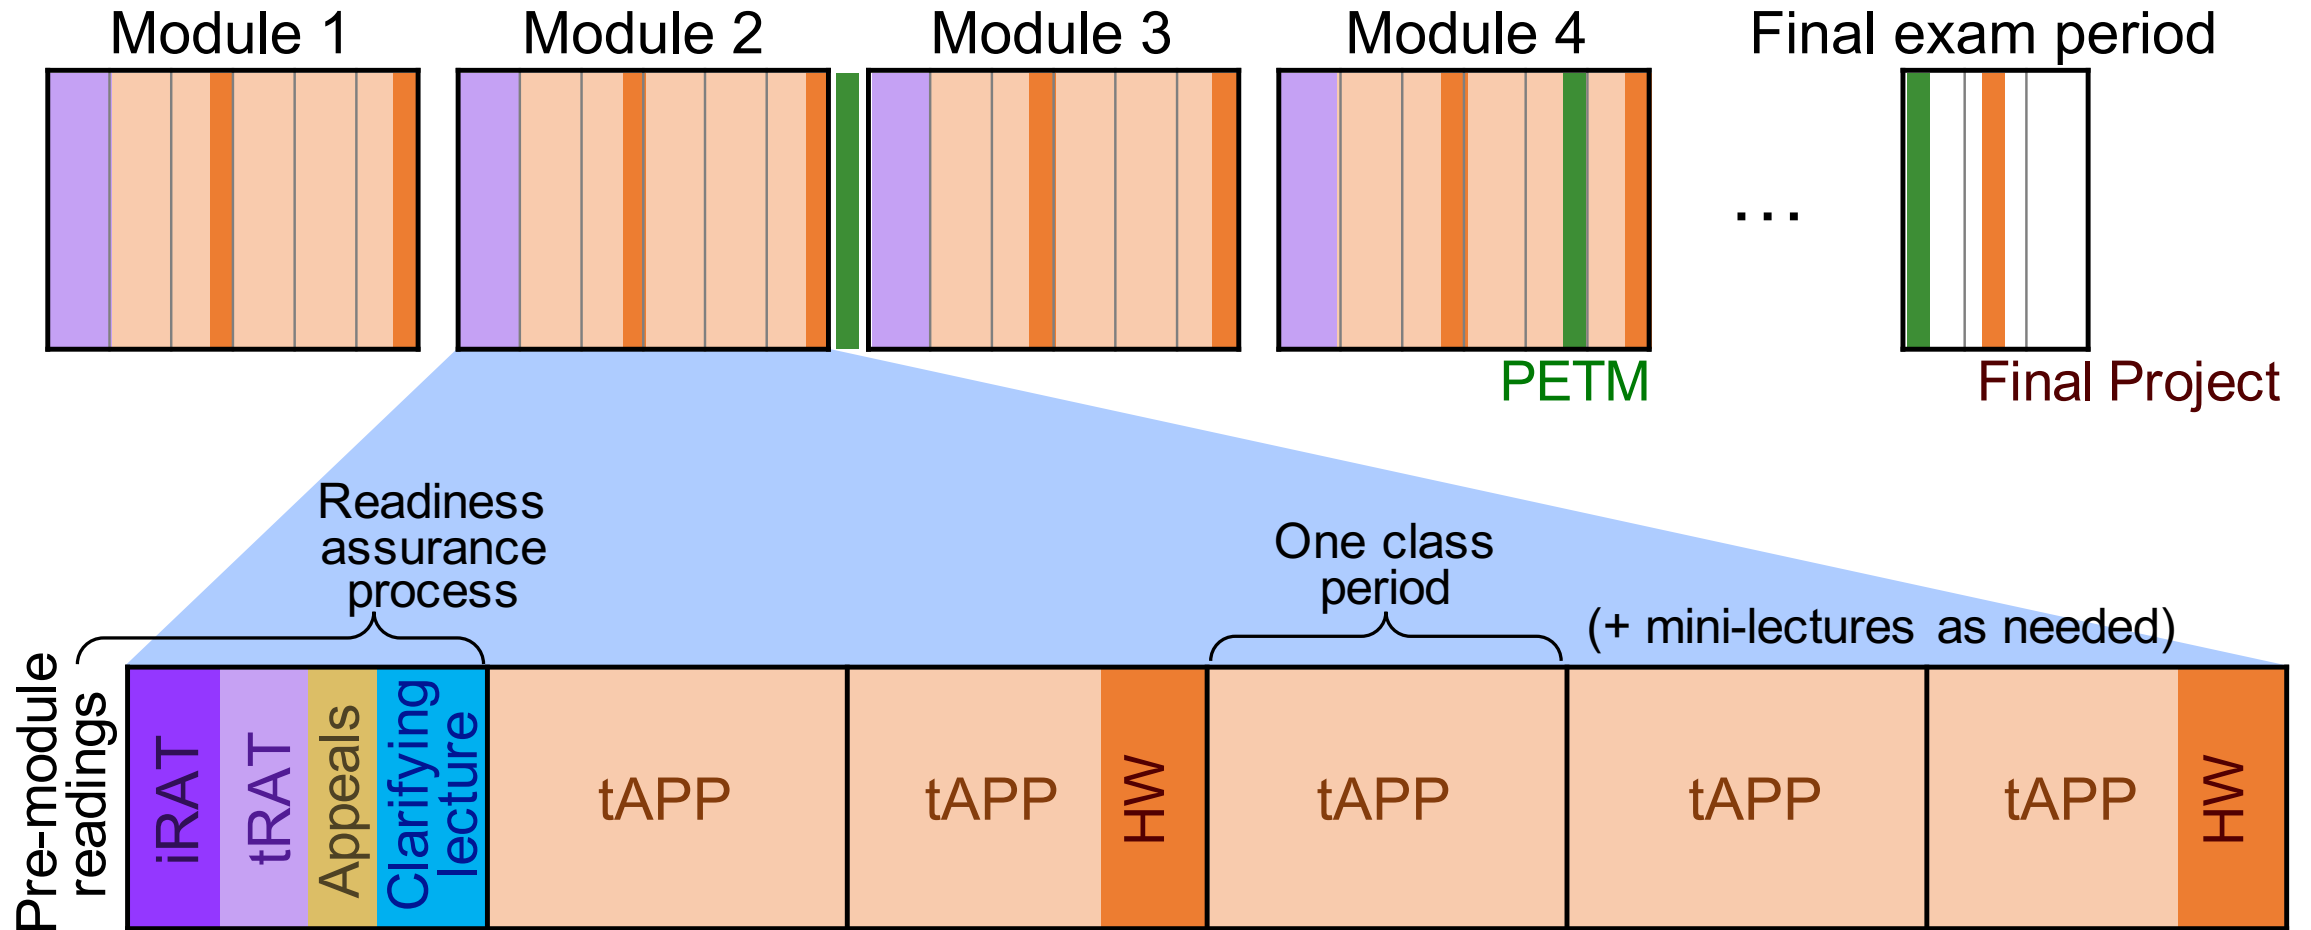 Module 1
Module 2
Module 3
Module 4
Final exam period
...
PETM
Final Project
Readiness
assurance
process
One class
period
(+ mini-lectures as needed)
Pre-module
readings
iRAT
tRAT
Appeals
Clarifying
lecture
tAPP
tAPP
HW
tAPP
tAPP
tAPP
HW